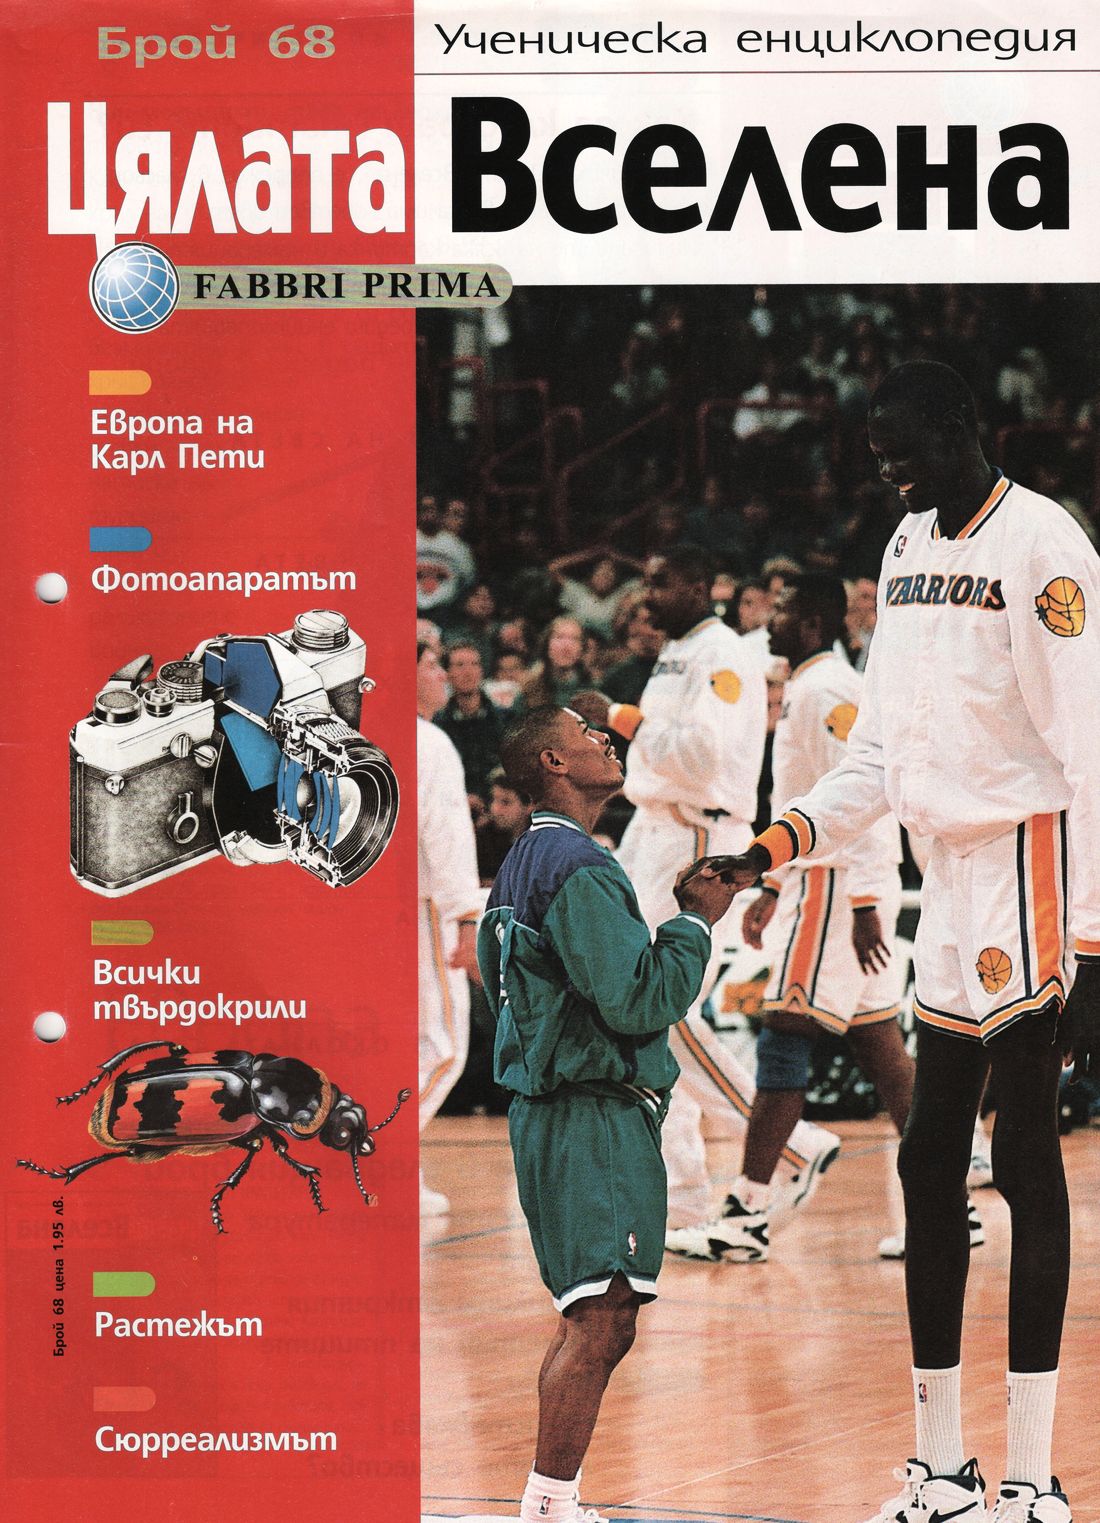 Брой 68
Ученическа енциклопедия
Цялата Вселена
FABBRI PRIMA
Европа на
Карл Пети
Фотоапаратът
Всички
твърдокрили
Растежът
Сюрреализмът
Брой 68 цена 1.95 лв.
WARRIORS